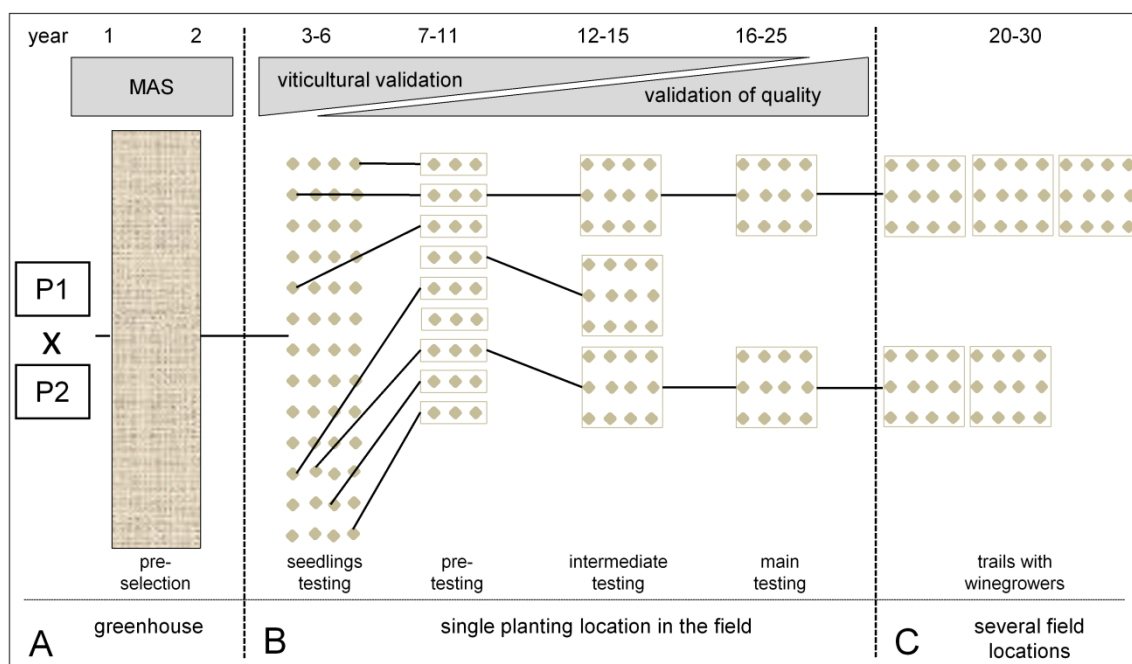 year 1 2 3-6 7-11 12-15 16-25 20-30
MAS
viticultural validation
validation of quality
P1
X
P2
pre-
selection
seedlings
testing
pre-
testing
intermediate
testing
main
testing
trails with
winegrowers
A
greenhouse
B
single planting location in the field
C
several field
locations